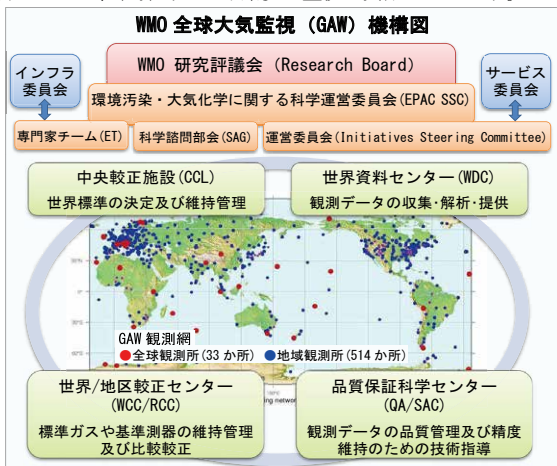 WMO 全球大気監視（GAW）機構図
インフラ
委員会
WMO 研究評議会（Research Board）
サービス
委員会
環境汚染・大気化学に関する科学運営委員会(EPAC SSC)
専門家チーム(ET)
科学諮問部会(SAG)
運営委員会(Initiatives Steering Committee)
中央較正施設(CCL)
世界標準の決定及び維持管理
世界資料センター(WDC)
観測データの収集・解析・提供
GAW 観測網
●全球観測所(33 か所) ●地域観測所(514 か所)
世界/地区較正センター
(WCC/RCC)
標準ガスや基準測器の維持管理
及び比較較正
品質保証科学センター
(QA/SAC)
観測データの品質管理及び精度
維持のための技術指導